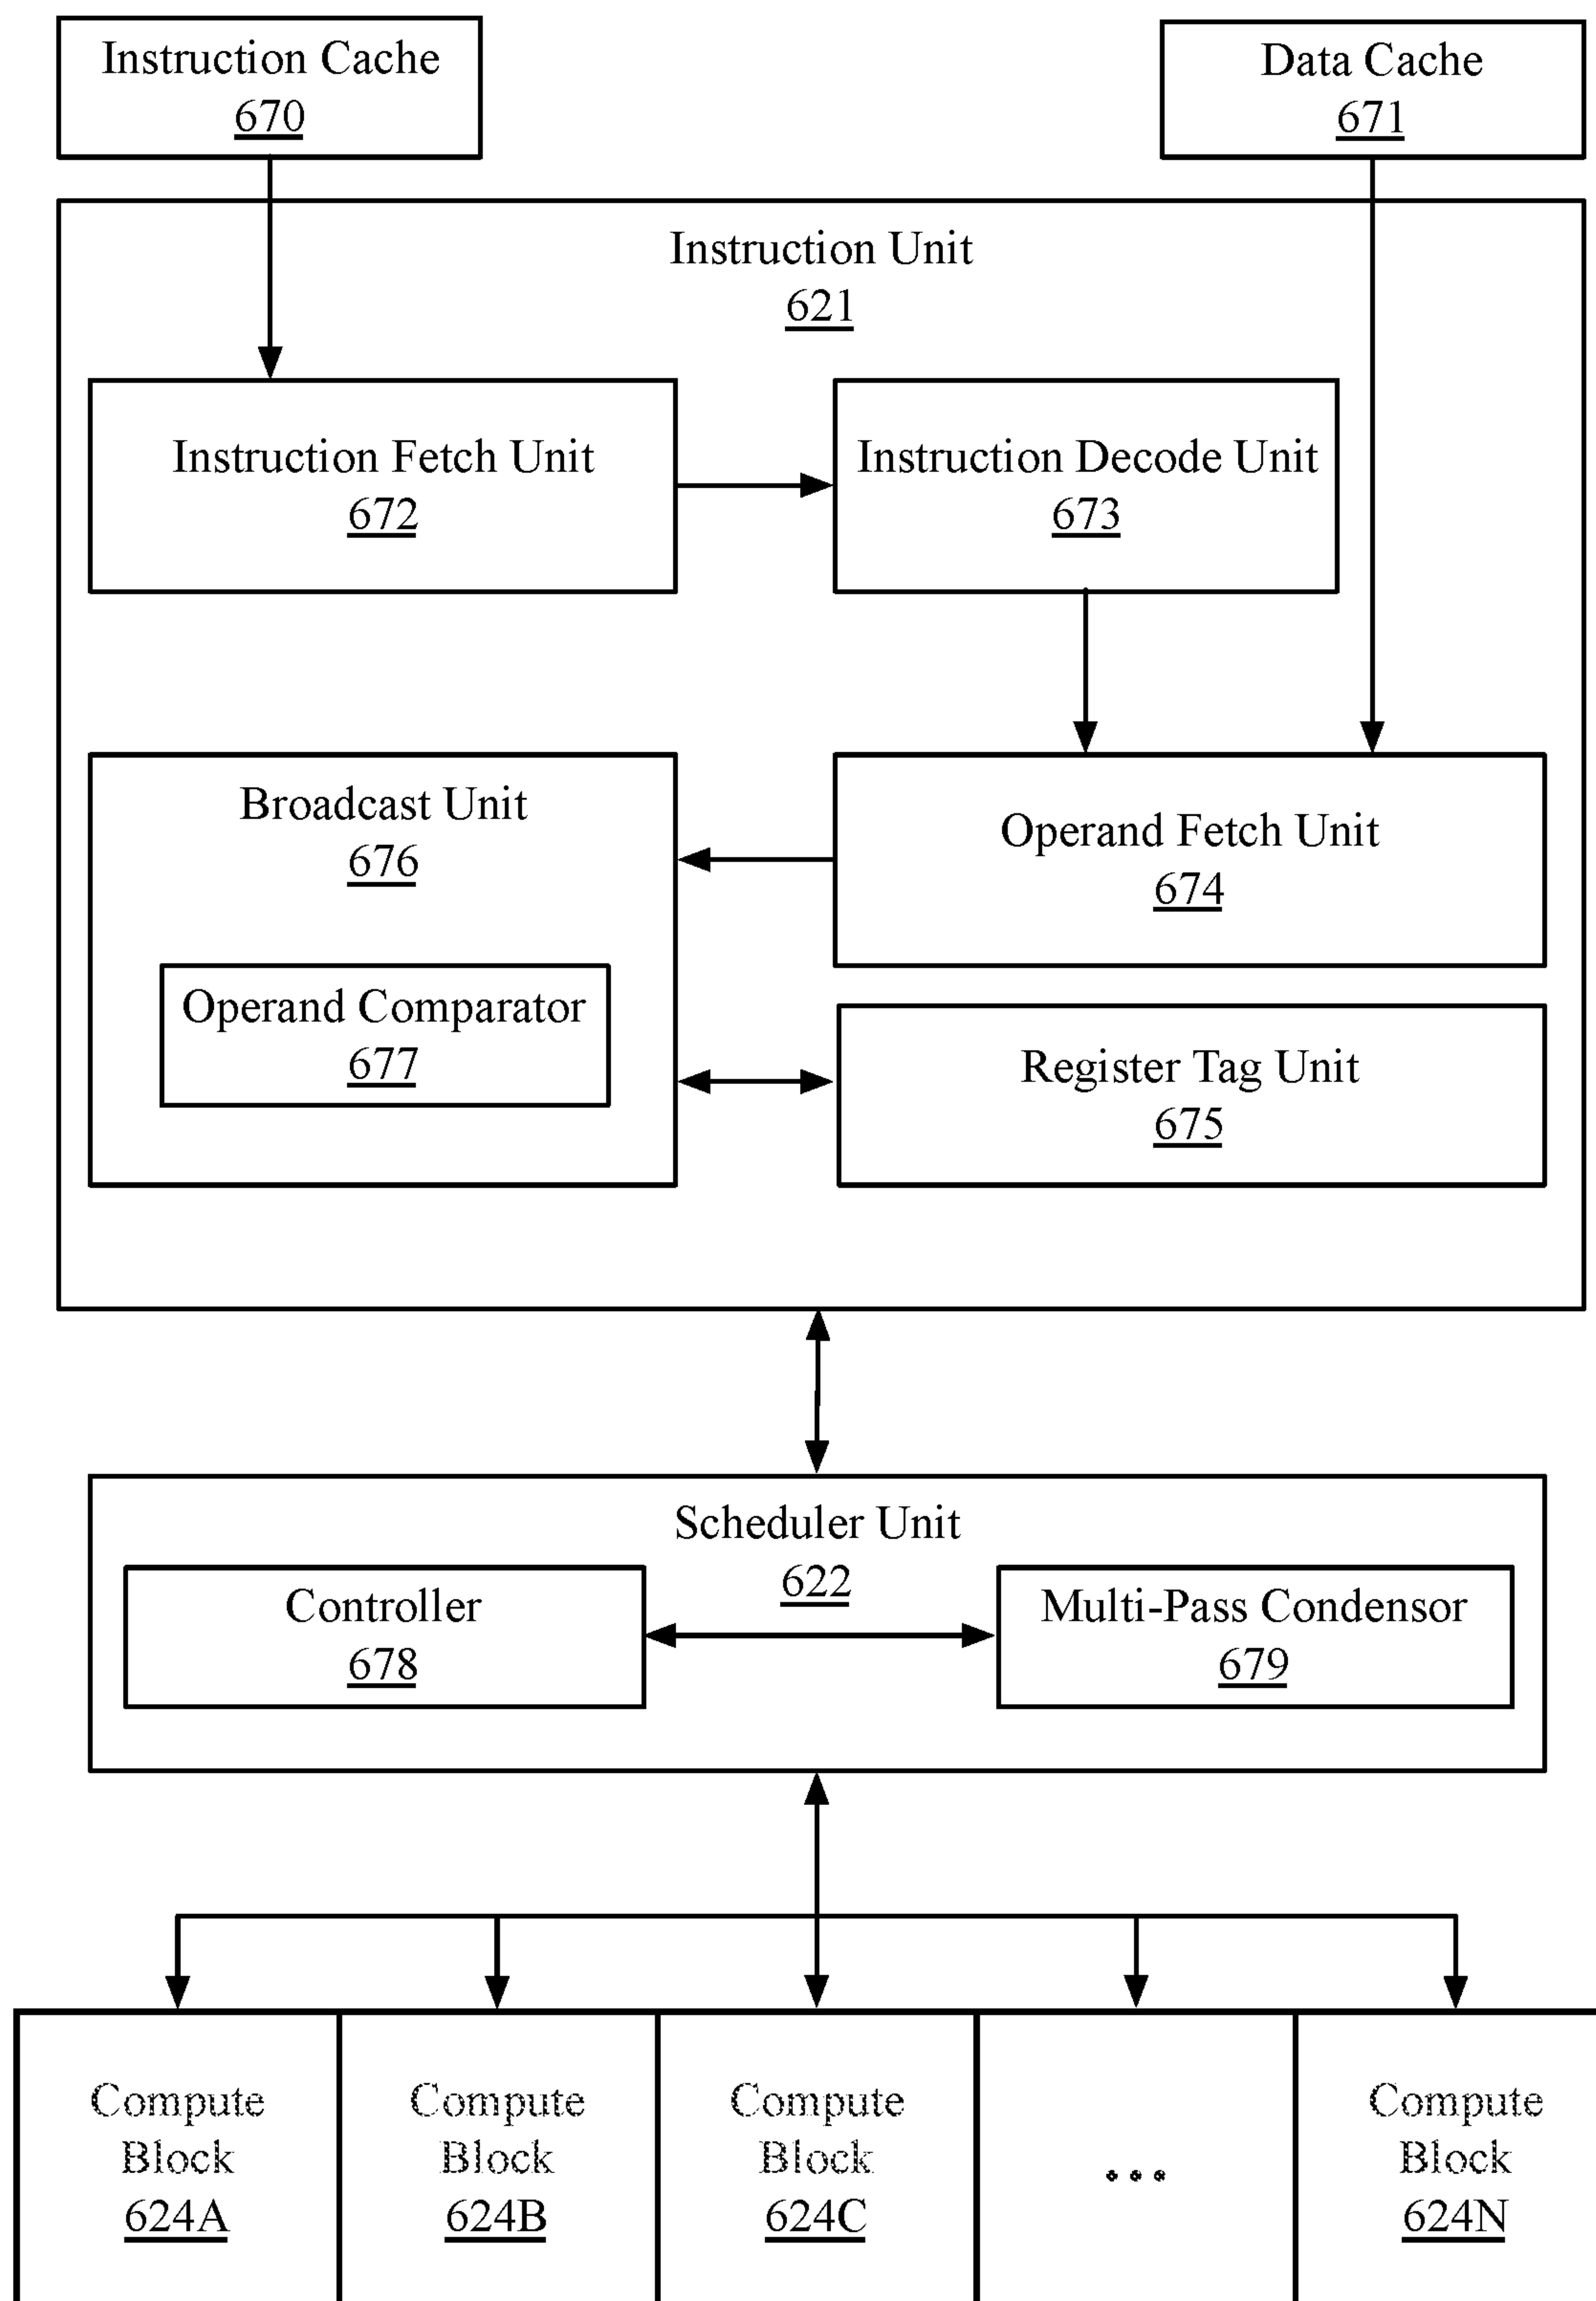 Instruction Cache
670
Data Cache
671
Instruction Unit
621
Instruction Fetch Unit
672
Instruction Decode Unit
673
Broadcast Unit
676
Operand Fetch Unit
674
Operand Comparator
677
Register Tag Unit
675
Scheduler Unit
622
Controller
678
Multi-Pass Condensor
679
Compute
Block
624A
Compute
Block
624B
Compute
Block
624C
...
Compute
Block
624N